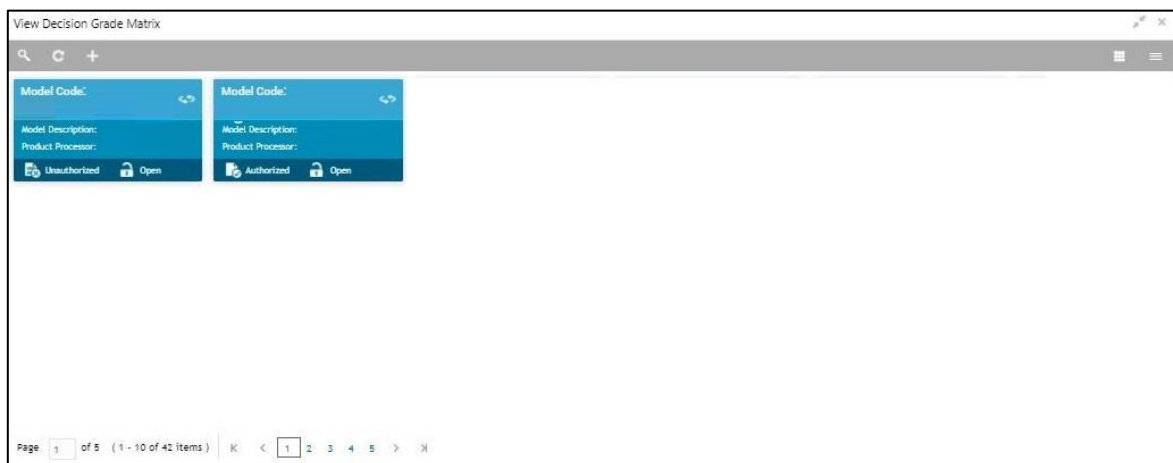 View Decision Grade Matrix
Model Code: Model Code:
Model Description: Model Description:
Product Processor: Product Processor:
Unauthorized Open Authorized Open
Page 1 of 5 ( 1 - 10 of 42 items ) K < 1 2 3 4 5 > Ж